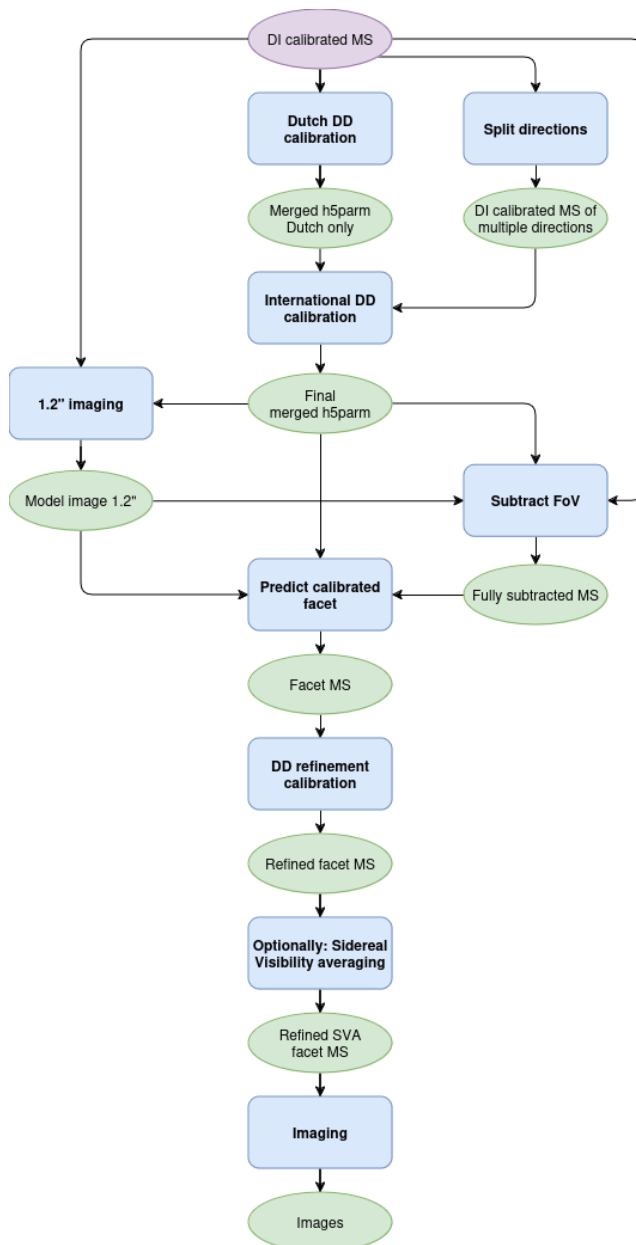 DI calibrated MS
Dutch DD
calibration
Split directions
Merged h5parm
Dutch only
DI calibrated MS of
multiple directions
International DD
calibration
1.2" imaging
Final
merged h5parm
Model image 1.2"
Subtract FoV
Predict calibrated
facet
Fully subtracted MS
Facet MS
DD refinement
calibration
Refined facet MS
Optionally: Sidereal
Visibility averaging
Refined SVA
facet MS
Imaging
Images